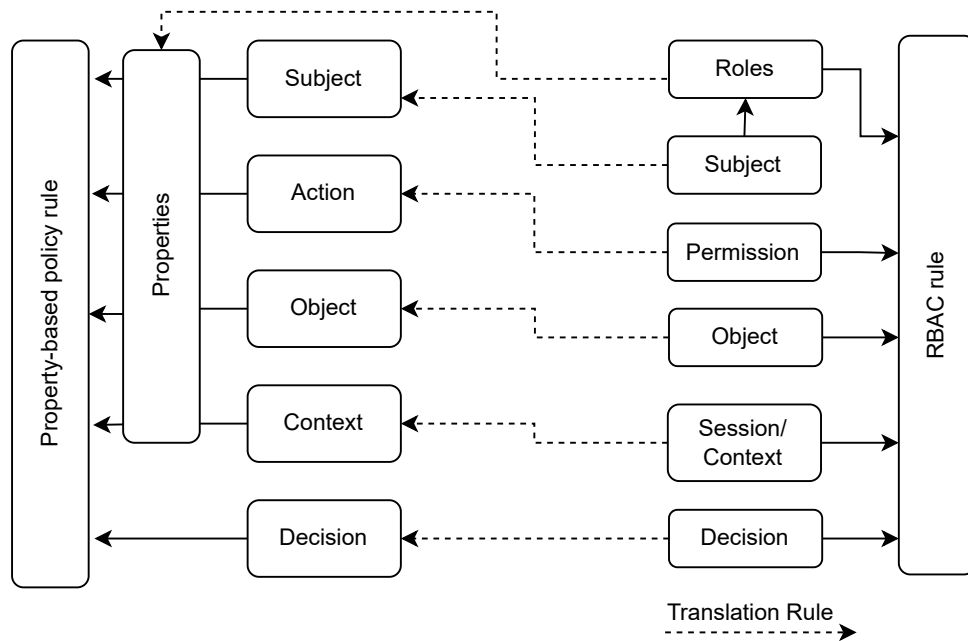 Property-based policy rule
Properties
Subject
Action
Object
Context
Decision
Roles
Subject
Permission
Object
Session/
Context
Decision
RBAC rule
Translation Rule